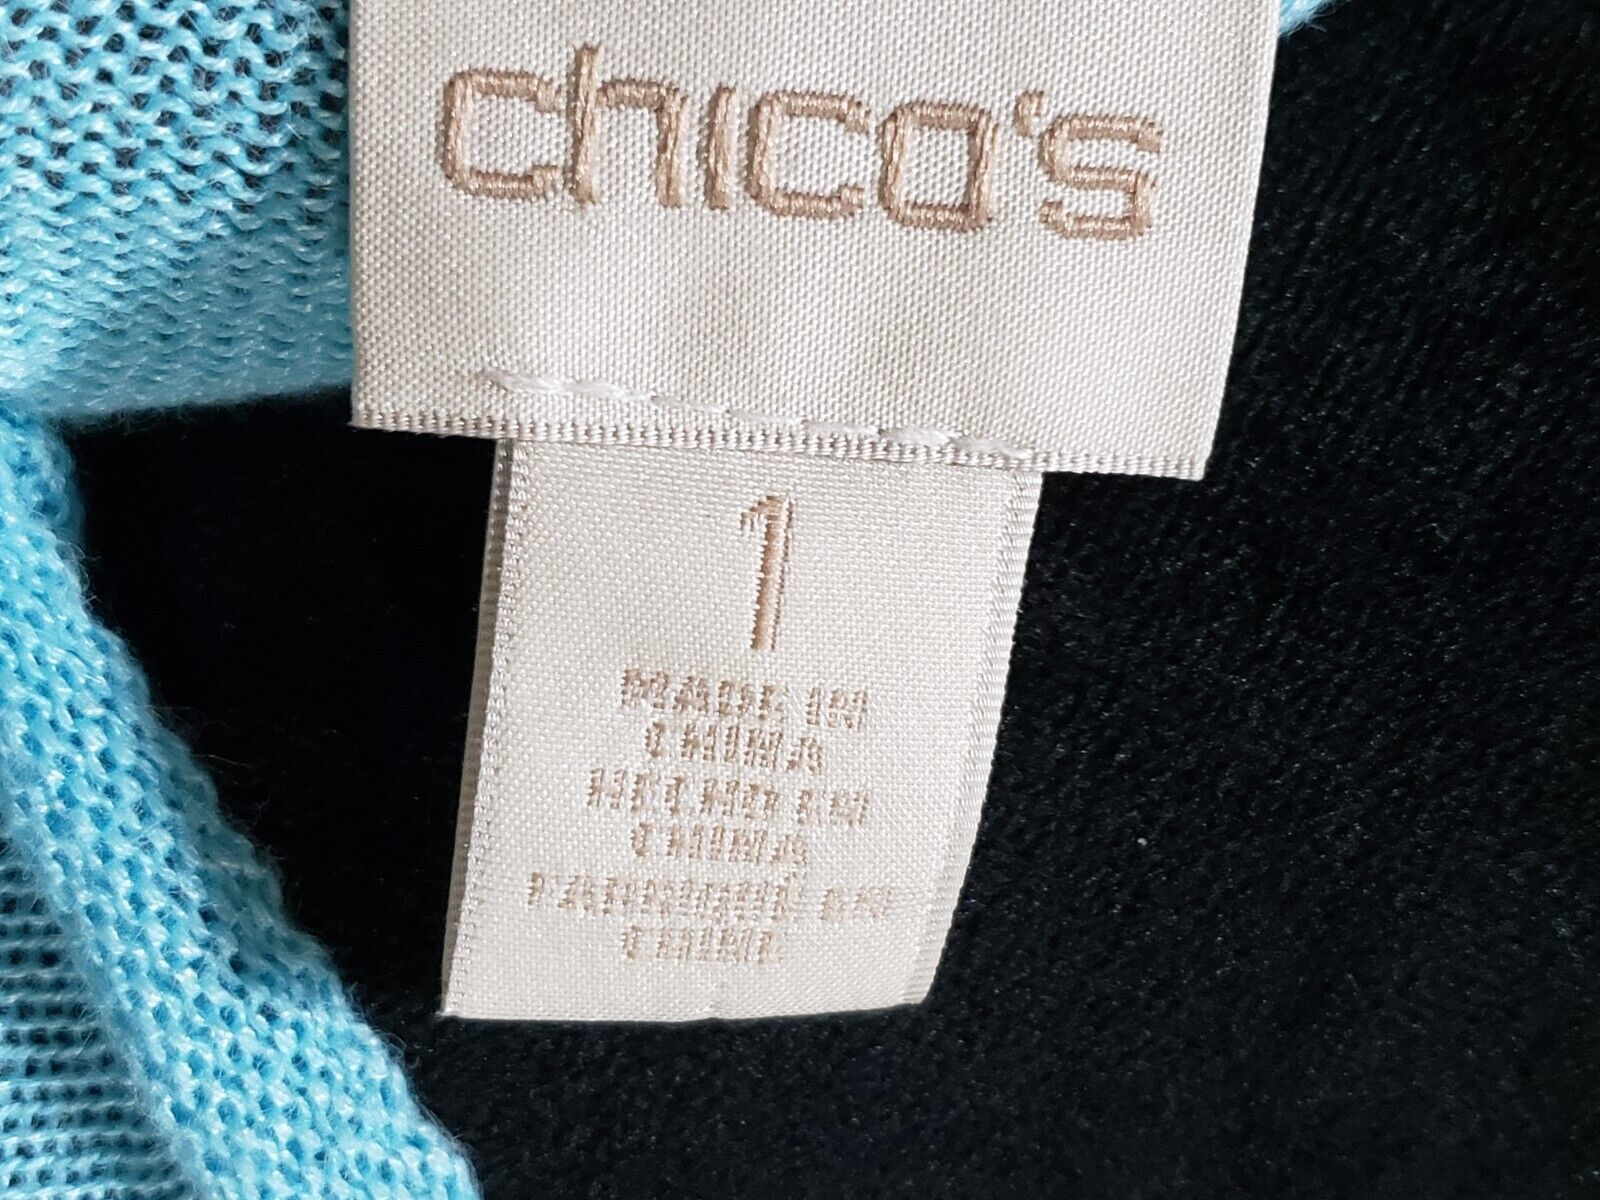 chico's
1
MADE IN
CHINA
HECHO EN
CHINA
FABRIQUÉ EN
CHINE